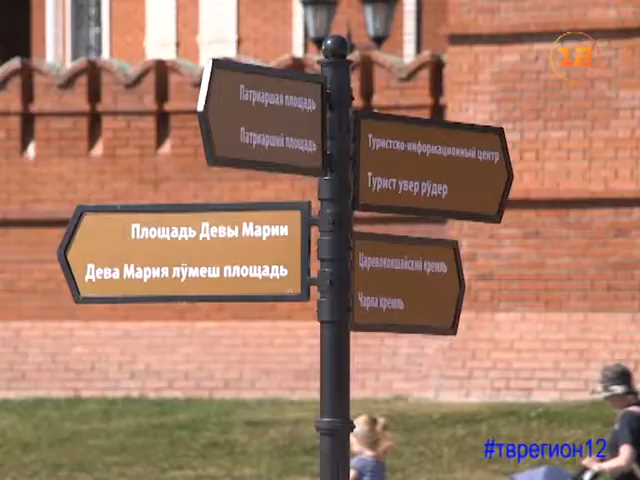 12
Патриаршая площадь
Патриарший площадь
Туристско-информационный центр
Турист увер рӱдер
Площадь Девы Марии
Дева Мария лӱмеш площадь
Царевококшайский кремль
Чарла кремль
#тврегион12